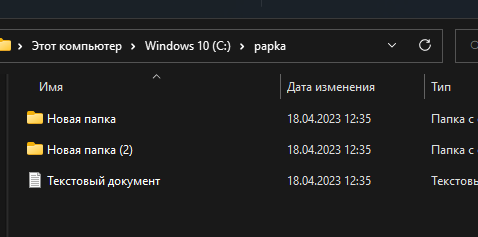 Этот компьютер > Windows 10 (C:) > papka
Имя Дата изменения Тип
Новая папка 18.04.2023 12:35 Папка с
Новая папка (2) 18.04.2023 12:35 Папка с
Текстовый документ 18.04.2023 12:35 Текстовы